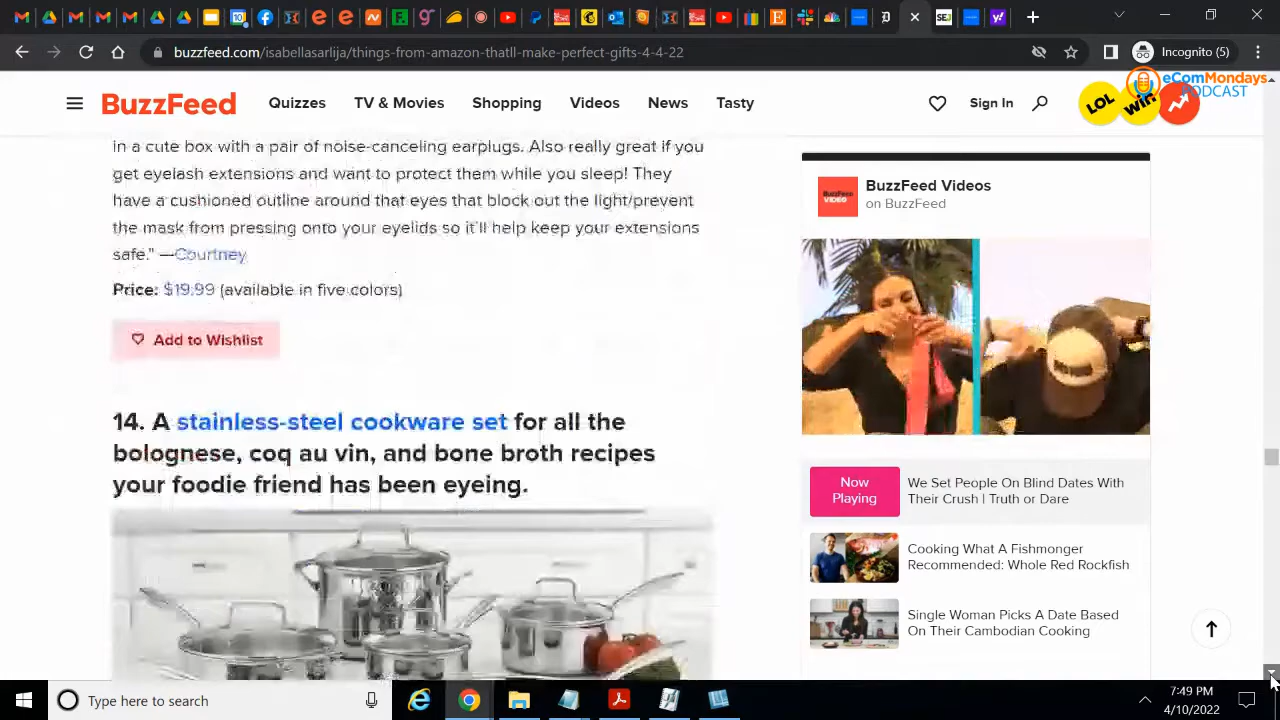 buzzfeed.com/isabellasarlija/things-from-amazon-thatll-make-perfect-gifts-4-4-22
Incognito (5)
eComMondays
PODCAST
BuzzFeed
Quizzes
TV & Movies
Shopping
Videos
News
Tasty
Sign In
LOL
win
in a cute box with a pair of noise-canceling earplugs. Also really great if you
get eyelash extensions and want to protect them while you sleep! They
have a cushioned outline around that eyes that block out the light/prevent
the mask from pressing onto your eyelids so it'll help keep your extensions
safe." —Courtney
Price: $19.99 (available in five colors)
Add to Wishlist
14. A stainless-steel cookware set for all the
bolognese, coq au vin, and bone broth recipes
your foodie friend has been eyeing.
BuzzFeed Videos
on BuzzFeed
BuzzFeed
VIDEO
Now
Playing
We Set People On Blind Dates With
Their Crush | Truth or Dare
Cooking What A Fishmonger
Recommended: Whole Red Rockfish
Single Woman Picks A Date Based
On Their Cambodian Cooking
Type here to search
7:49 PM
4/10/2022